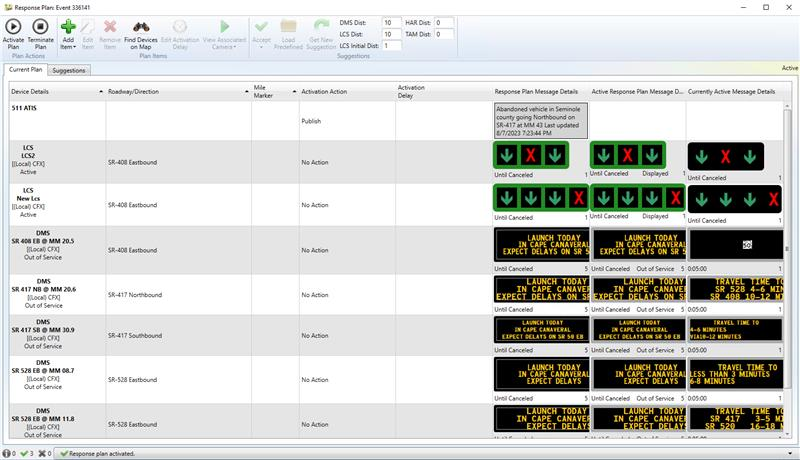 Response Plan: Event 336141
Activate Plan
Terminate Plan
Plan Actions
Add Item
Edit Item
Remove Item
Find Devices on Map
Edit Activation Delay
View Associated Camera
Plan Items
DMS Dist: 10
HAR Dist: 0
LCS Dist: 10
TAM Dist: 0
LCS Initial Dist: 1
Accept
Load Predefined
Get New Suggestion
Suggestions
Current Plan
Suggestions
Active
Device Details
Roadway/Direction
Mile Marker
Activation Action
Activation Delay
Response Plan Message Details
Active Response Plan Message D...
Currently Active Message Details
511 ATIS
Publish
Abandoned vehicle in Seminole
county going Northbound on
SR-417 at MM 43 Last updated
8/7/2023 7:23:44 PM
LCS
LCS2
[(Local) CFX]
Active
SR-408 Eastbound
No Action
X
Until Canceled 1
X
Until Canceled Displayed 1
X
Until Canceled 1
LCS
New Lcs
[(Local) CFX]
Active
SR-408 Eastbound
No Action
X
Until Canceled 1
X
Until Canceled Displayed 1
X
Until Canceled 1
DMS
SR 408 EB @ MM 20.5
[(Local) CFX]
Out of Service
SR-408 Eastbound
No Action
LAUNCH TODAY
IN CAPE CANAVERAL
EXPECT DELAYS ON SR 5
Until Canceled 5
LAUNCH TODAY
IN CAPE CANAVERA
EXPECT DELAYS ON SR
Until Canceled Out of Service 5
0:05:00 1
DMS
SR 417 NB @ MM 20.6
[(Local) CFX]
Out of Service
SR-417 Northbound
No Action
LAUNCH TODAY
IN CAPE CANAVER
EXPECT DELAYS ON S
Until Canceled 5
LAUNCH TODAY
IN CAPE CANAVER
EXPECT DELAYS ON
Until Canceled Out of Service 5
TRAVEL TIME TO
SR 528 4-6 MIN
SR 408 10-12 MI
0:05:00 1
DMS
SR 417 SB @ MM 30.9
[(Local) CFX]
Out of Service
SR-417 Southbound
No Action
LAUNCH TODAY
IN CAPE CANAVERAL
EXPECT DELAYS ON SR 50 EB
Until Canceled 5
LAUNCH TODAY
IN CAPE CANAVERAL
EXPECT DELAYS ON SR 50 EB
Until Canceled Out of Service 5
TRAVEL TIME TO
4-6 MINUTES
VIA10-12 MINUTES
0:05:00 1
DMS
SR 528 EB @ MM 08.7
[(Local) CFX]
Out of Service
SR-528 Eastbound
No Action
LAUNCH TODAY
IN CAPE CANAVERA
EXPECT DELAYS
Until Canceled 5
LAUNCH TODAY
IN CAPE CANAVERA
EXPECT DELAYS
Until Canceled Out of Service 5
TRAVEL TIME TO
LESS THAN 3 MINUTES
6-8 MINUTES
0:05:00 1
DMS
SR 528 EB @ MM 11.8
[(Local) CFX]
Out of Service
SR-528 Eastbound
No Action
LAUNCH TODAY
IN CAPE CANAVERA
EXPECT DELAYS
LAUNCH TODAY
IN CAPE CANAVERA
EXPECT DELAYS
TRAVEL TIME TO
SR 417 3-5 M
SR 520 16-18 M
0 3 0 Response plan activated.